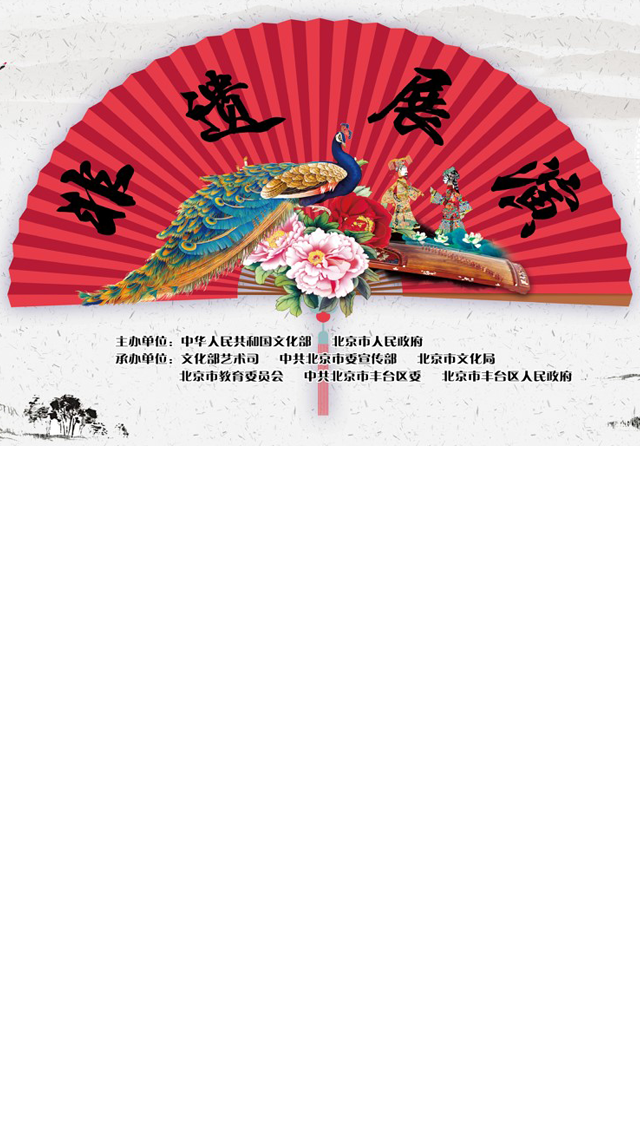 非遗展演
主办单位：中华人民共和国文化部 北京市人民政府
承办单位：文化部艺术司 中共北京市委宣传部 北京市文化局
北京市教育委员会 中共北京市丰台区委 北京市丰台区人民政府